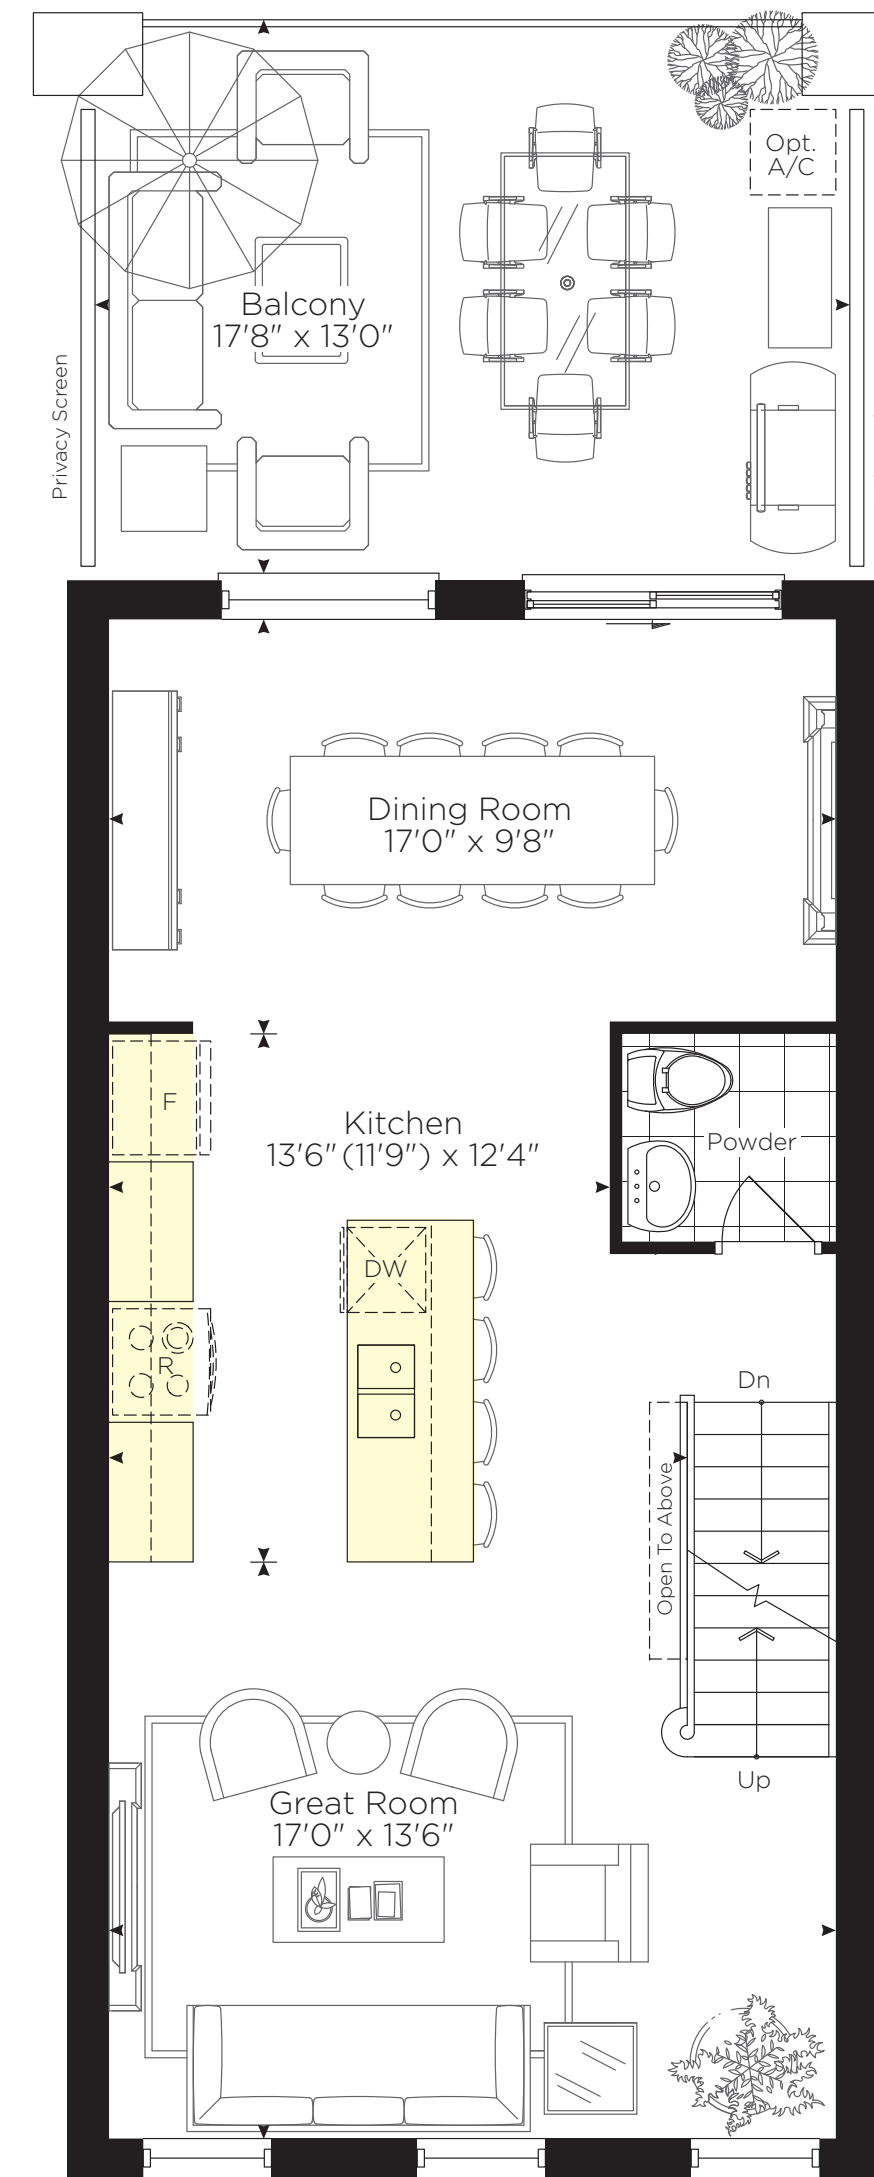 Opt.
A/C
Balcony
17'8" x 13'0"
Privacy Screen
Dining Room
17'0" x 9'8"
F
Kitchen
13'6" (11'9") x 12'4"
Powder
DW
R
Dn
Open To Above
Up
Great Room
17'0" x 13'6"